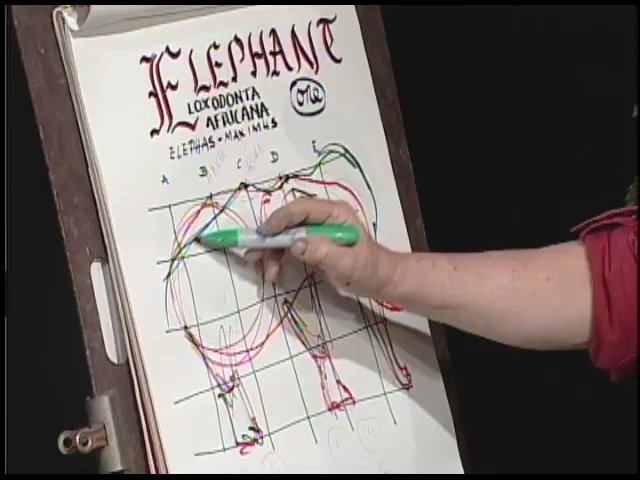 ELEPHANT
LOXODONTA
AFRICANA
one
ELEPHAS-MAXIMUS
A B C D E